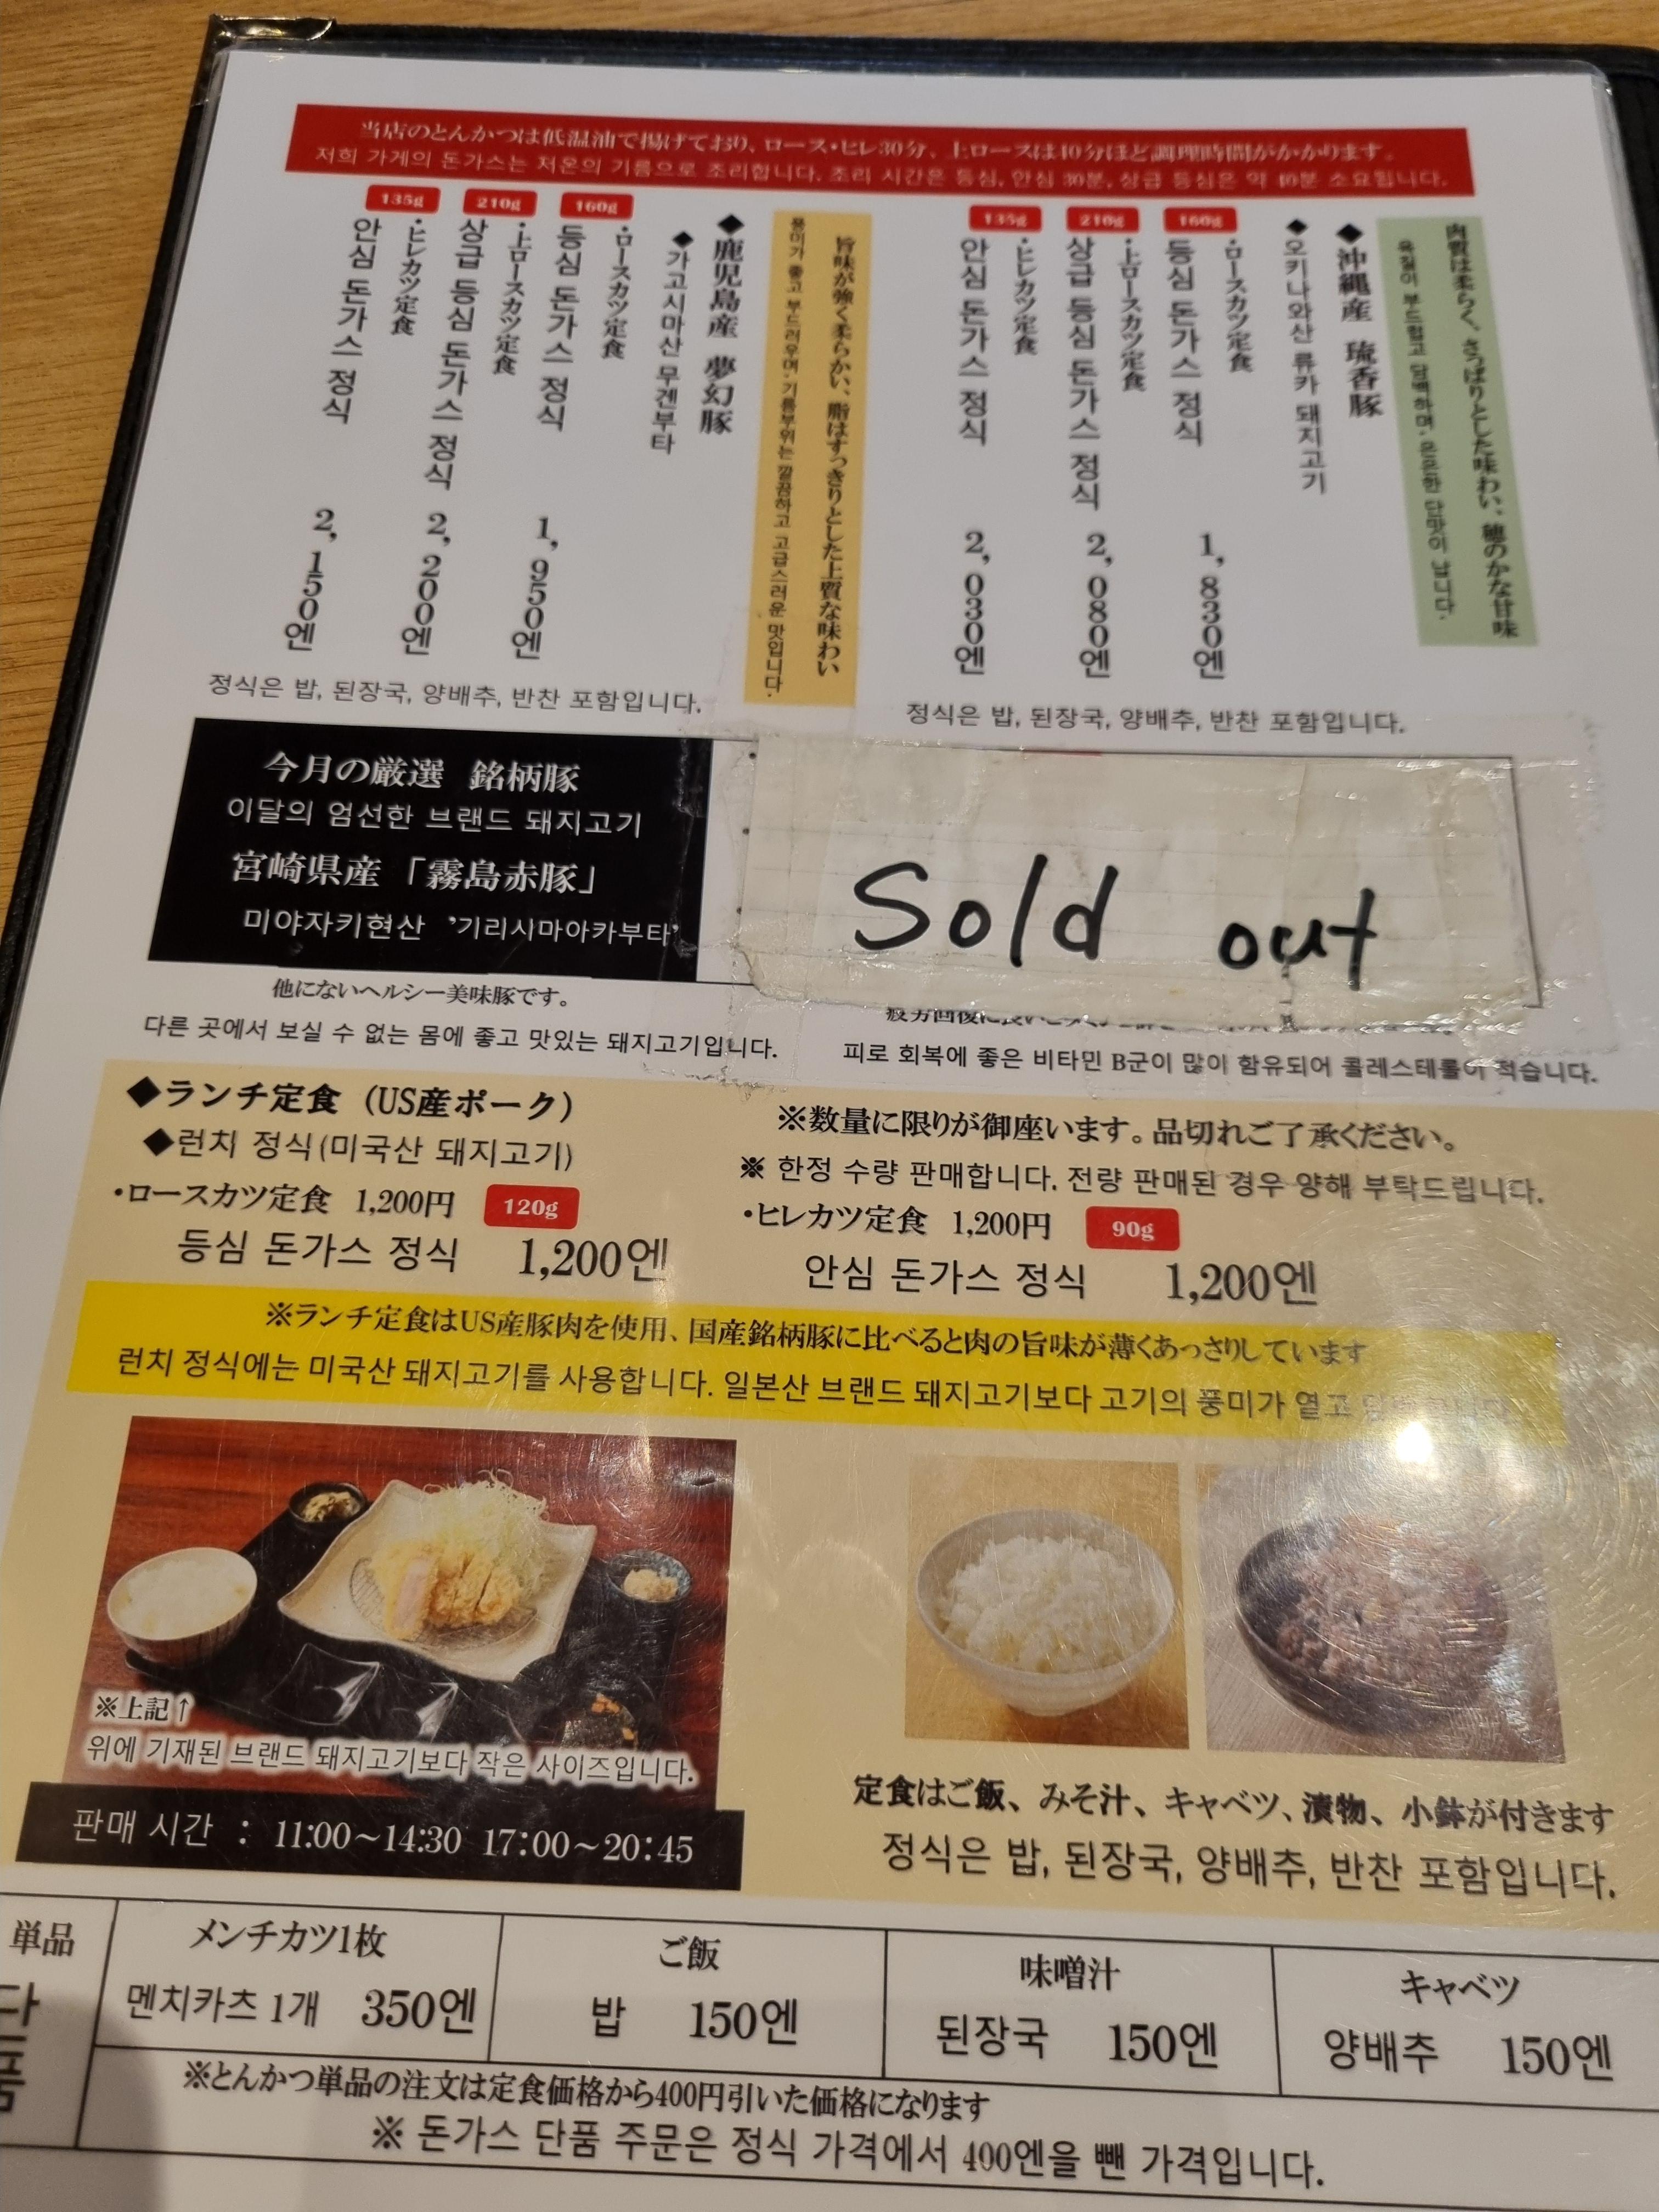 当店のとんかつは低温油で揚げており、ロース・ヒレ30分、上ロースは40分ほど調理時間がかかります。
저희 가게의 돈가스는 저온의 기름으로 조리합니다. 조리 시간은 등심, 안심 30분, 상급 등심은 약 40분 소요됩니다.
肉質は柔らく、さっぱりとした味わい、穂のかな甘味
육질이 부드럽고 담백하며, 은은한 단맛이 납니다.
◆沖縄産 琉香豚
◆오키나와산 류카 돼지고기
160g
・ロースカツ定食
등심 돈가스 정식 1,830엔
210g
・上ロースカツ定食
상급 등심 돈가스 정식 2,080엔
135g
・ヒレカツ定食
안심 돈가스 정식 2,030엔
정식은 밥, 된장국, 양배추, 반찬 포함입니다.
旨味が強く柔らかい、脂はすっきりとした上質な味わい
풍미가 좋고 부드러우며, 기름부위는 깔끔하고 고급스러운 맛입니다.
◆鹿児島産 夢幻豚
◆가고시마산 무겐부타
160g
・ロースカツ定食
등심 돈가스 정식 1,950엔
210g
・上ロースカツ定食
상급 등심 돈가스 정식 2,200엔
135g
・ヒレカツ定食
안심 돈가스 정식 2,150엔
정식은 밥, 된장국, 양배추, 반찬 포함입니다.
今月の厳選 銘柄豚
이달의 엄선한 브랜드 돼지고기
宮崎県産「霧島赤豚」
미야자키현산 '기리시마아카부타'
Sold out
他にないヘルシー美味豚です。
다른 곳에서 보실 수 없는 몸에 좋고 맛있는 돼지고기입니다.
피로 회복에 좋은 비타민 B군이 많이 함유되어 콜레스테롤이 적습니다.
◆ランチ定食（US産ポーク）
◆런치 정식(미국산 돼지고기)
※数量に限りが御座います。品切れご了承ください。
※ 한정 수량 판매합니다. 전량 판매된 경우 양해 부탁드립니다.
・ロースカツ定食 1,200円 120g
등심 돈가스 정식 1,200엔
・ヒレカツ定食 1,200円 90g
안심 돈가스 정식 1,200엔
※ランチ定食はUS産豚肉を使用、国産銘柄豚に比べると肉の旨味が薄くあっさりしています
런치 정식에는 미국산 돼지고기를 사용합니다. 일본산 브랜드 돼지고기보다 고기의 풍미가 옅고
※上記↑
위에 기재된 브랜드 돼지고기보다 작은 사이즈입니다.
판매 시간 : 11:00~14:30 17:00~20:45
定食はご飯、みそ汁、キャベツ、漬物、小鉢が付きます
정식은 밥, 된장국, 양배추, 반찬 포함입니다.
単品
メンチカツ1枚
멘치카츠 1개 350엔
ご飯
밥 150엔
味噌汁
된장국 150엔
キャベツ
양배추 150엔
※とんかつ単品の注文は定食価格から400円引いた価格になります
※ 돈가스 단품 주문은 정식 가격에서 400엔을 뺀 가격입니다.